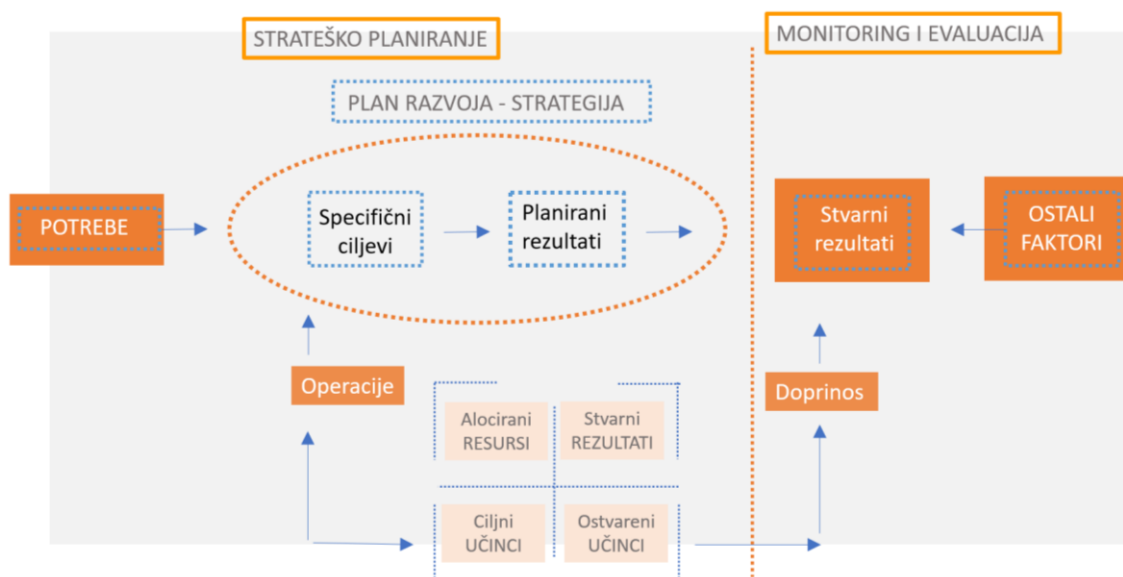 STRATEŠKO PLANIRANJE
MONITORING I EVALUACIJA
PLAN RAZVOJA - STRATEGIJA
POTREBE
Specifični
ciljevi
Planirani
rezultati
Stvarni
rezultati
OSTALI
FAKTORI
Operacije
Doprinos
Alocirani
RESURSI
Stvarni
REZULTATI
Ciljni
UČINCI
Ostvareni
UČINCI